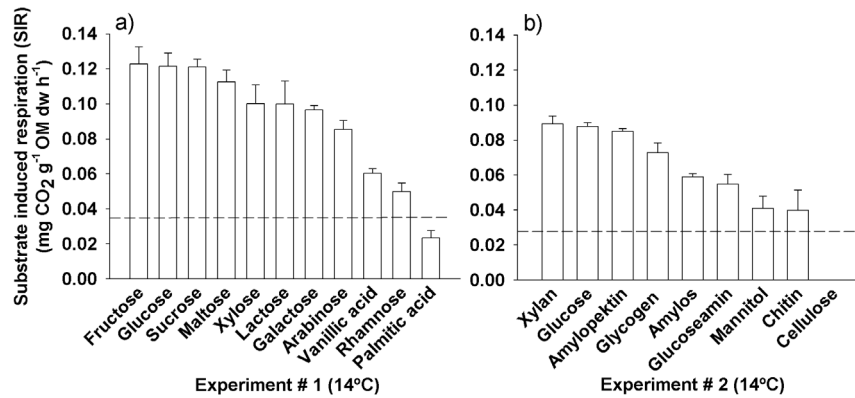 Substrate induced respiration (SIR)
(mg CO2 g-1 OM dw h-1)
a)
0.14
0.12
0.10
0.08
0.06
0.04
0.02
0.00
Fructose
Glucose
Sucrose
Maltose
Xylose
Lactose
Galactose
Arabinose
Vanillic acid
Rhamnose
Palmitic acid
Experiment # 1 (14ºC)
b)
0.14
0.12
0.10
0.08
0.06
0.04
0.02
0.00
Xylan
Glucose
Amylopektin
Glycogen
Amylos
Glucoseamin
Mannitol
Chitin
Cellulose
Experiment # 2 (14ºC)